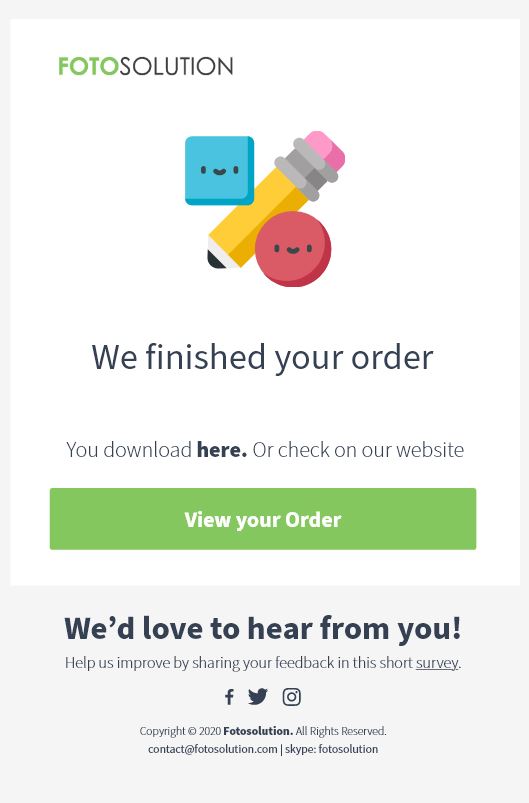 FOTOSOLUTION
We finished your order
You download here. Or check on our website
View your Order
We’d love to hear from you!
Help us improve by sharing your feedback in this short survey.
Copyright © 2020 Fotosolution. All Rights Reserved.
contact@fotosolution.com | skype: fotosolution